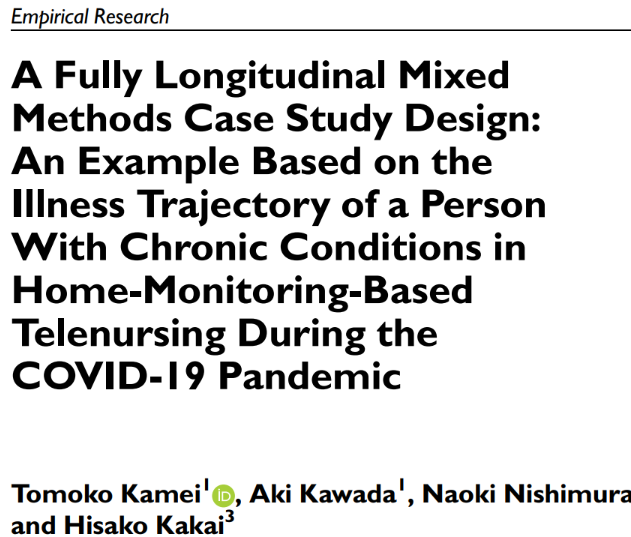 Empirical Research
A Fully Longitudinal Mixed
Methods Case Study Design:
An Example Based on the
Illness Trajectory of a Person
With Chronic Conditions in
Home-Monitoring-Based
Telenursing During the
COVID-19 Pandemic
Tomoko Kamei1 iD, Aki Kawada1, Naoki Nishimura
and Hisako Kakai3